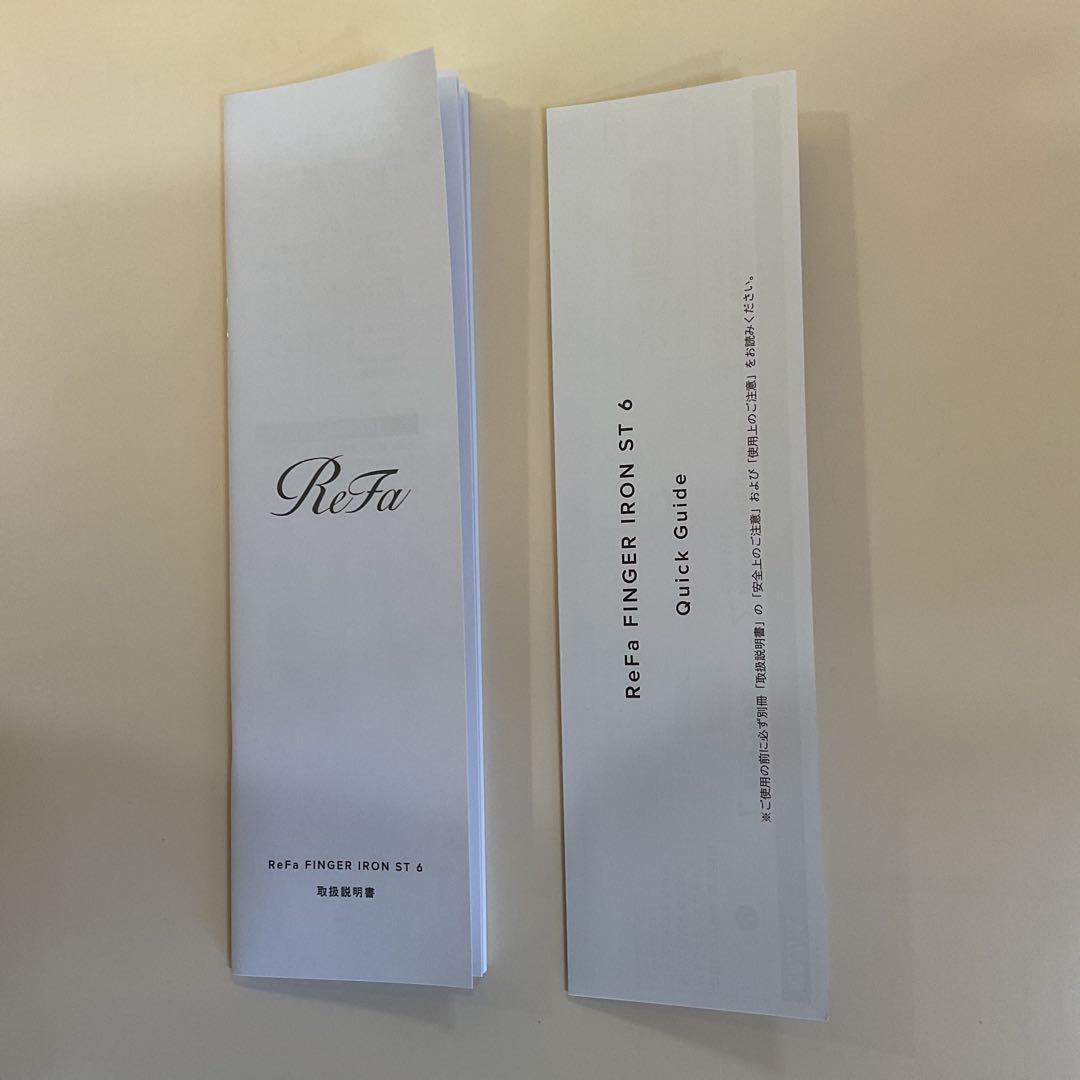 ReFa
ReFa FINGER IRON ST 6
取扱説明書
ReFa FINGER IRON ST 6
Quick Guide
※ご使用の前に必ず別冊「取扱説明書」の「安全上のご注意」および「使用上のご注意」をお読みください。